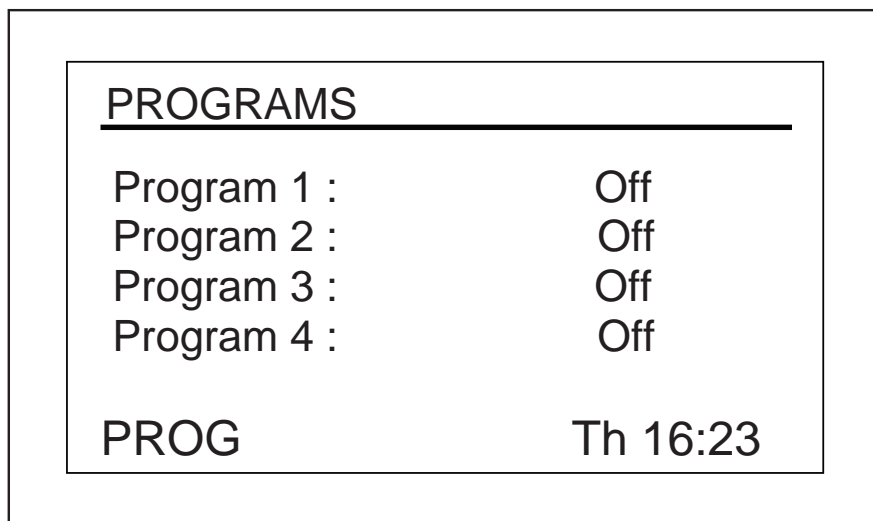 PROGRAMS
Program 1 : Off
Program 2 : Off
Program 3 : Off
Program 4 : Off
PROG Th 16:23